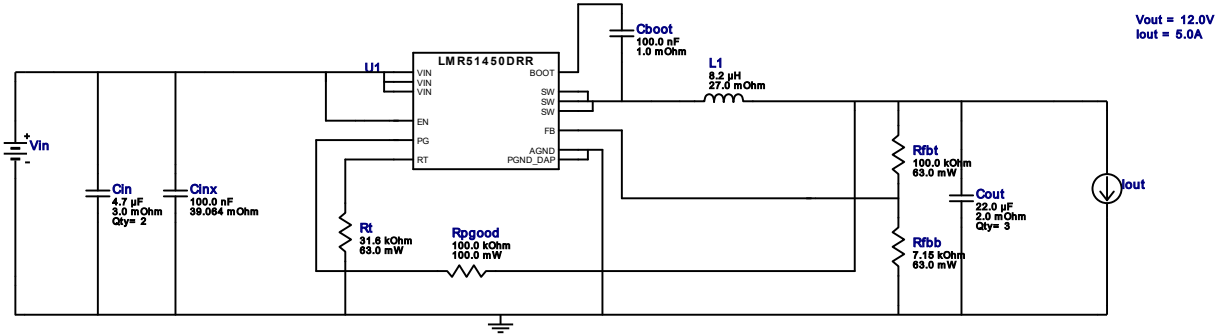 Vout = 12.0V
Iout = 5.0A
Cboot
100.0 nF
1.0 mOhm
U1
LMR51450DRR
VIN
VIN
VIN
EN
PG
RT
BOOT
SW
SW
SW
FB
AGND
PGND_DAP
L1
8.2 µH
27.0 mOhm
+
Vin
-
Cin
4.7 µF
3.0 mOhm
Qty= 2
Cinx
100.0 nF
39.064 mOhm
Rt
31.6 kOhm
63.0 mW
Rpgood
100.0 kOhm
100.0 mW
Rfbt
100.0 kOhm
63.0 mW
Rfbb
7.15 kOhm
63.0 mW
Cout
22.0 µF
2.0 mOhm
Qty= 3
Iout